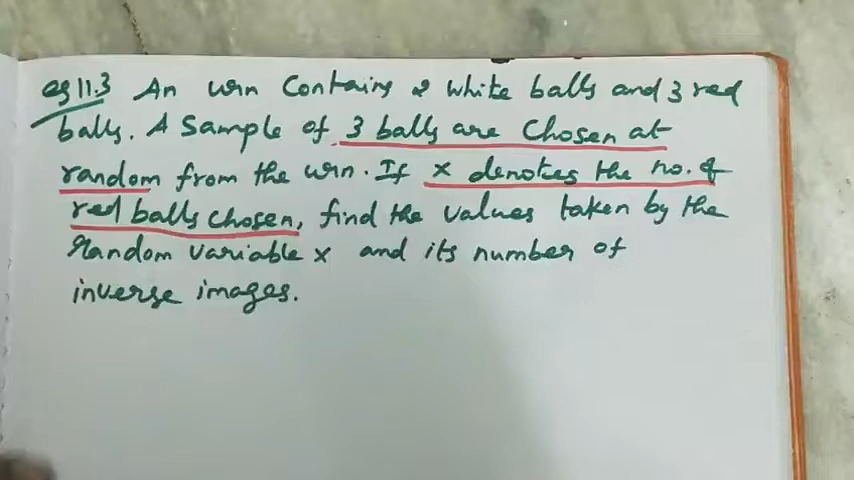 eg 11.3 An urn Contains 2 white balls and 3 red
balls. A Sample of 3 balls are Chosen at
random from the urn. If x denotes the no. of
red balls chosen, find the values taken by the
Random variable x and its number of
inverse images.